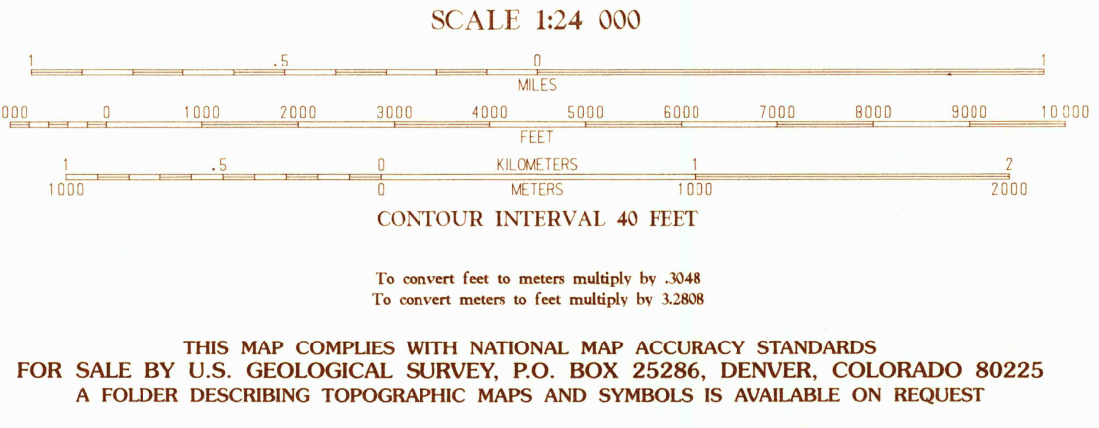 SCALE 1:24 000
1 .5 0 1
MILES
000 0 1000 2000 3000 4000 5000 6000 7000 8000 9000 10 000
FEET
1 .5 0 KILOMETERS 1 2
1000 0 METERS 1000 2000
CONTOUR INTERVAL 40 FEET
To convert feet to meters multiply by .3048
To convert meters to feet multiply by 3.2808
THIS MAP COMPLIES WITH NATIONAL MAP ACCURACY STANDARDS
FOR SALE BY U.S. GEOLOGICAL SURVEY, P.O. BOX 25286, DENVER, COLORADO 80225
A FOLDER DESCRIBING TOPOGRAPHIC MAPS AND SYMBOLS IS AVAILABLE ON REQUEST